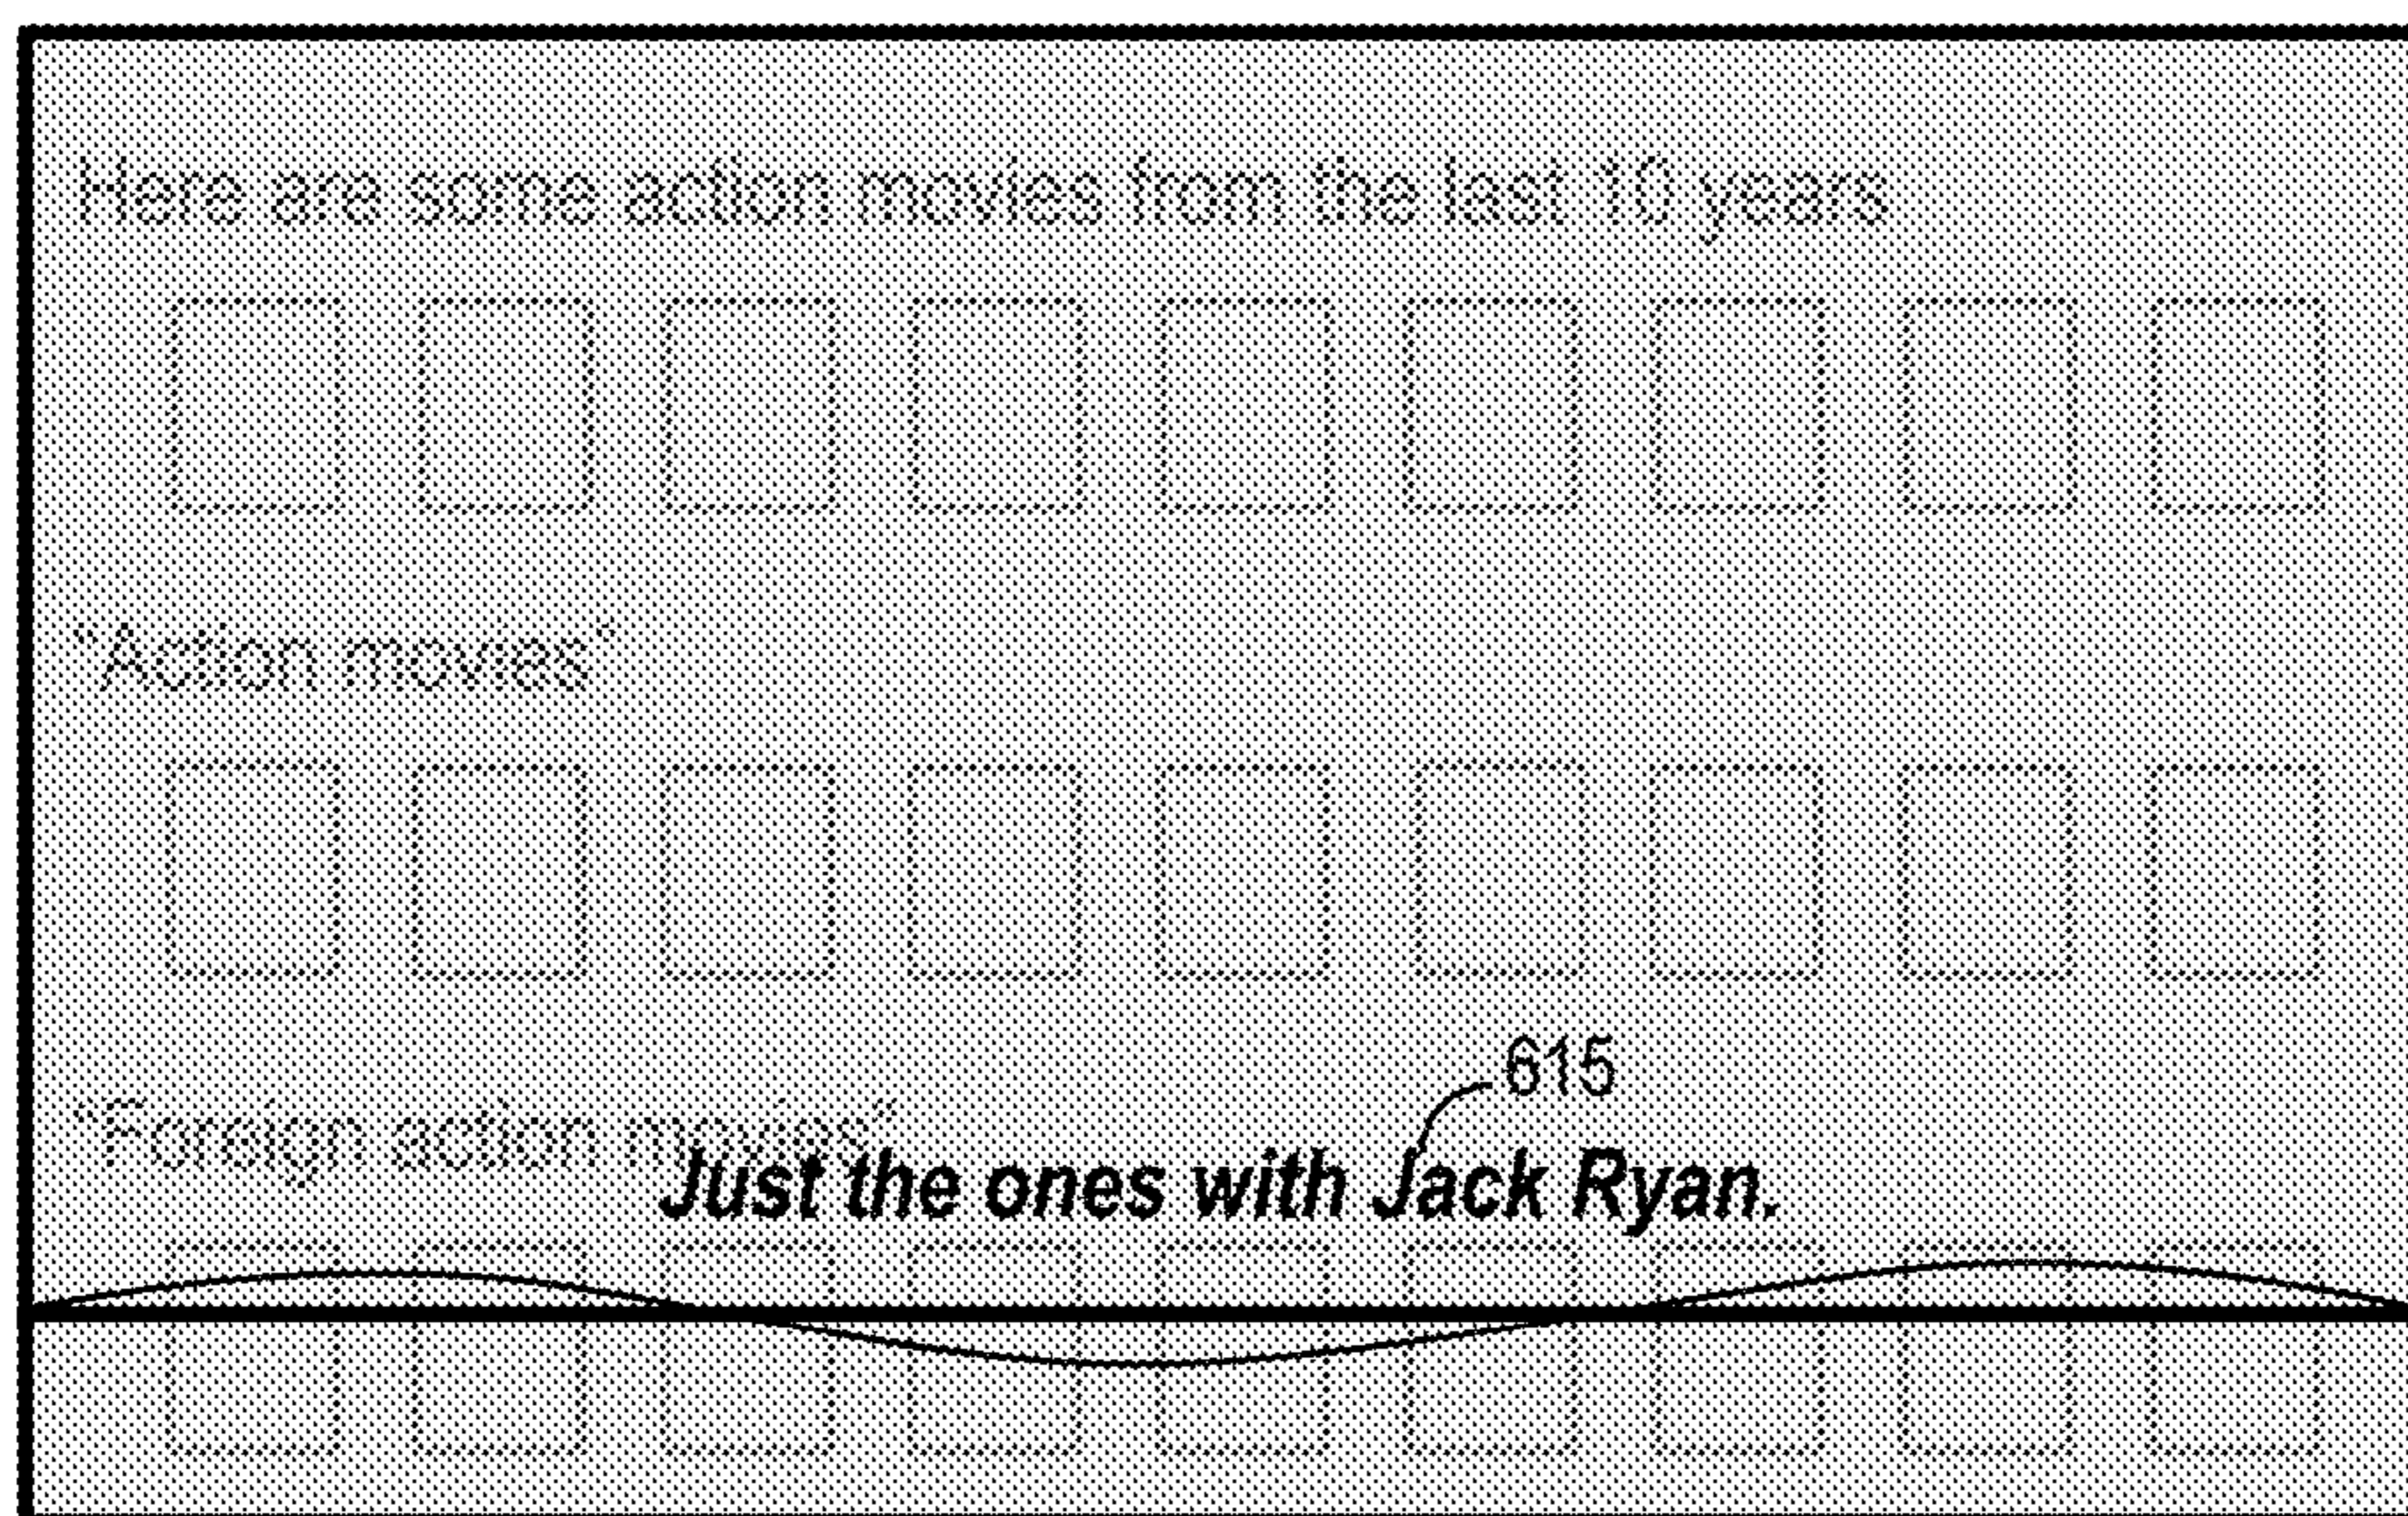 Here are some action movies from the last 10 years
"Action movies"
615
"Foreign action movies"
Just the ones with Jack Ryan.